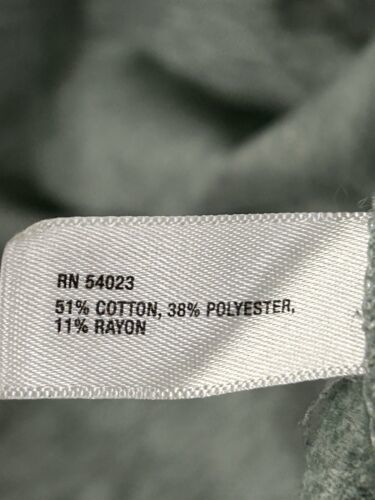 RN 54023
51% COTTON, 38% POLYESTER,
11% RAYON